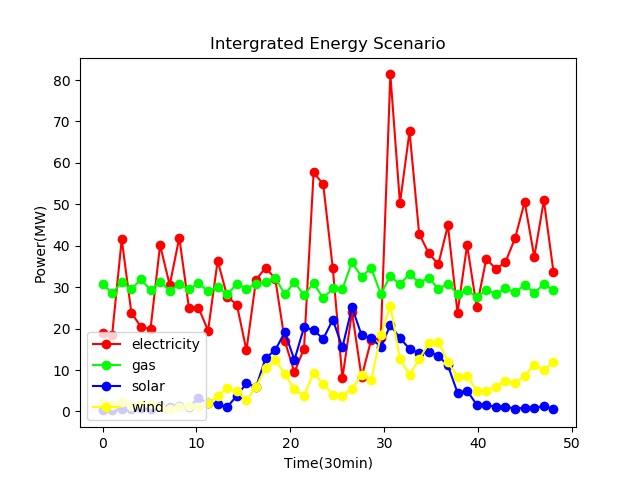 Intergrated Energy Scenario
Power(MW)
80
70
60
50
40
30
20
10
0
electricity
gas
solar
wind
0 10 20 30 40 50
Time(30min)